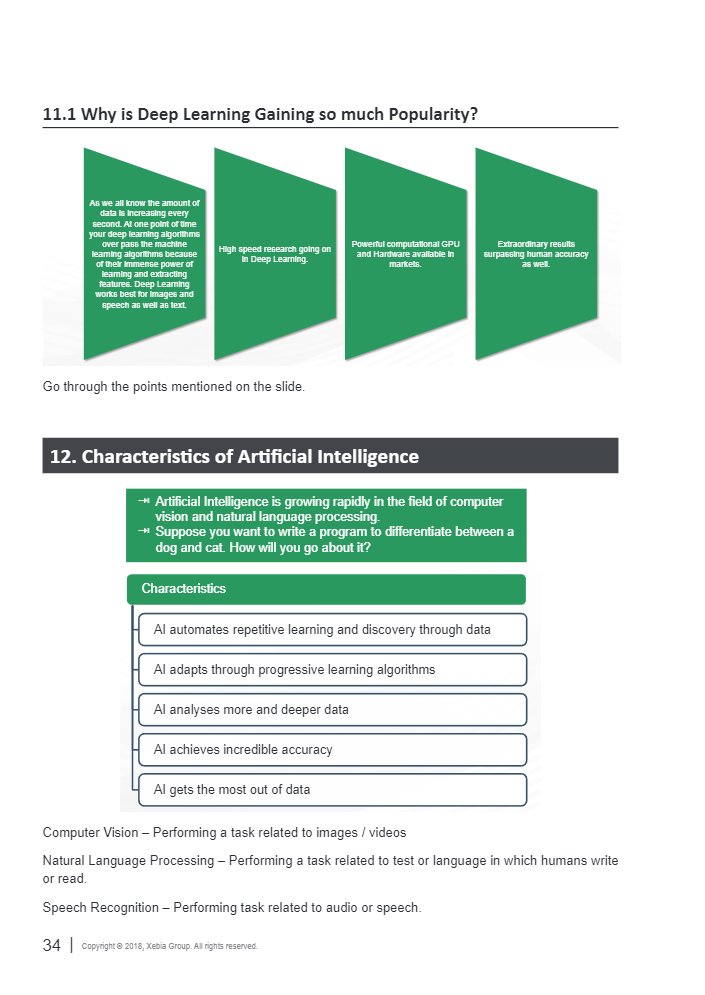 11.1 Why is Deep Learning Gaining so much Popularity?
As we all know the amount of
data is increasing every
second. At one point of time
your deep learning algorithms
over pass the machine
learning algorithms because
of their immense power of
learning and extracting
features. Deep Learning
works best for images and
speech as well as text.
High speed research going on
in Deep Learning.
Powerful computational GPU
and Hardware available in
markets.
Extraordinary results
surpassing human accuracy
as well.
Go through the points mentioned on the slide.
12. Characteristics of Artificial Intelligence
Artificial Intelligence is growing rapidly in the field of computer
vision and natural language processing.
Suppose you want to write a program to differentiate between a
dog and cat. How will you go about it?
Characteristics
AI automates repetitive learning and discovery through data
AI adapts through progressive learning algorithms
AI analyses more and deeper data
AI achieves incredible accuracy
AI gets the most out of data
Computer Vision – Performing a task related to images / videos
Natural Language Processing – Performing a task related to test or language in which humans write
or read.
Speech Recognition – Performing task related to audio or speech.
34 | Copyright © 2018, Xebia Group. All rights reserved.